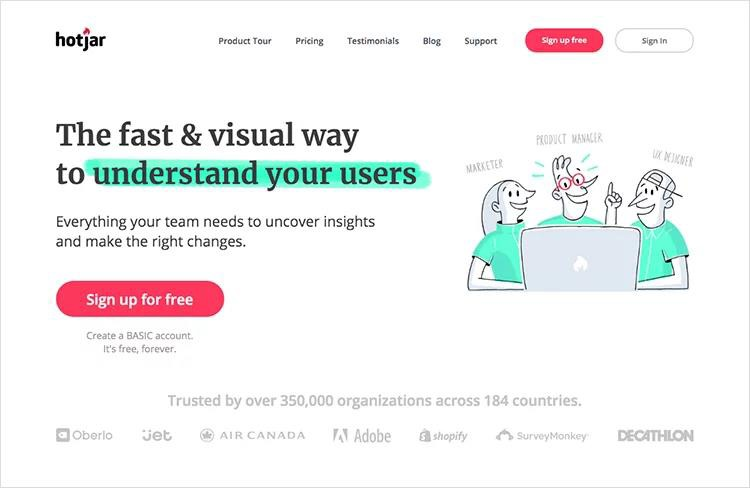 hotjar
Product Tour
Pricing
Testimonials
Blog
Support
Sign up free
Sign In
The fast & visual way
to understand your users
Everything your team needs to uncover insights
and make the right changes.
Sign up for free
Create a BASIC account.
It's free, forever.
MARKETER
PRODUCT MANAGER
UX DESIGNER
Trusted by over 350,000 organizations across 184 countries.
Oberlo
Jet
AIR CANADA
Adobe
shopify
SurveyMonkey
DECATHLON